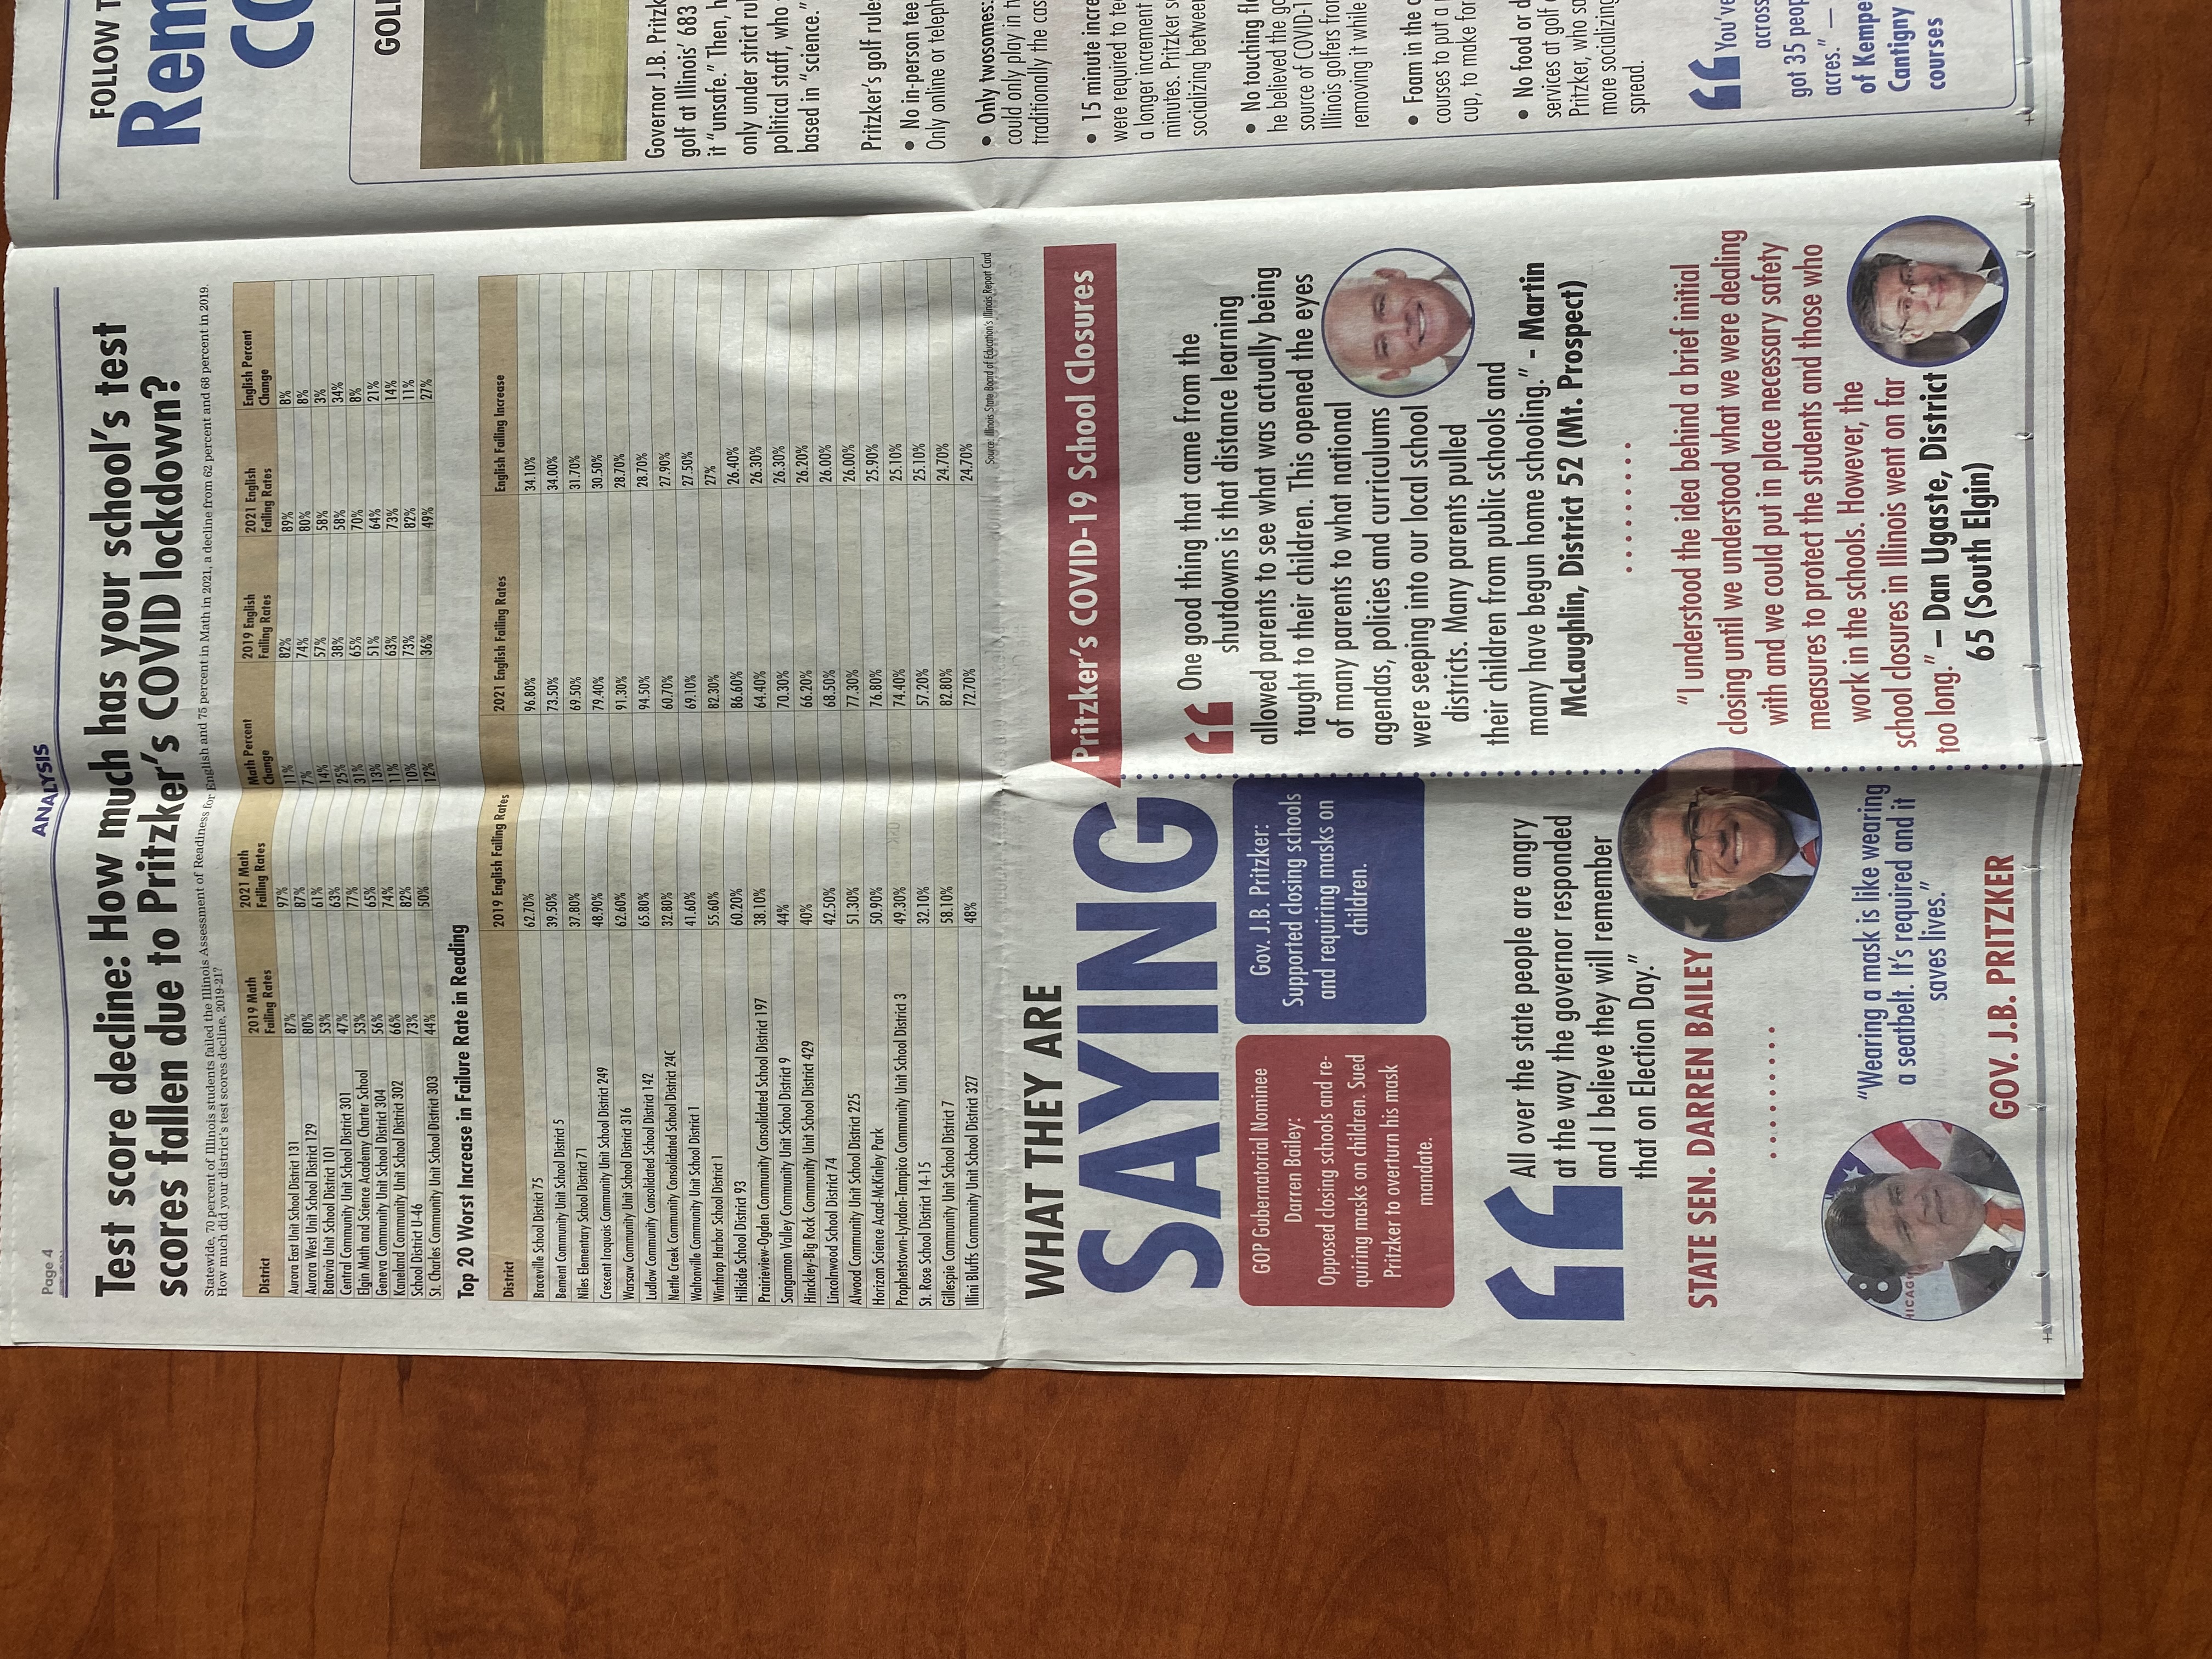 Page 4
ANALYSIS
Test score decline: How much has your school's test
scores fallen due to Pritzker's COVID lockdown?
Statewide, 70 percent of Illinois students failed the Illinois Assessment of Readiness for English and 75 percent in Math in 2021, a decline from 62 percent and 68 percent in 2019.
How much did your district's test scores decline, 2019-21?
District 2019 Math Failing Rates 2021 Math Failing Rates Math Percent Change 2019 English Failing Rates 2021 English Failing Rates English Percent Change
Aurora East Unit School District 131 87% 97% 11% 82% 89% 8%
Aurora West Unit School District 129 80% 87% 7% 74% 80% 8%
Batavia Unit School District 101 53% 61% 14% 57% 58% 3%
Central Community Unit School District 301 47% 63% 25% 38% 58% 34%
Elgin Math and Science Academy Charter School 53% 77% 31% 65% 70% 8%
Geneva Community Unit School District 304 56% 65% 13% 51% 64% 21%
Kaneland Community Unit School District 302 66% 74% 11% 63% 73% 14%
School District U-46 73% 82% 10% 73% 82% 11%
St. Charles Community Unit School District 303 44% 50% 12% 36% 49% 27%
Top 20 Worst Increase in Failure Rate in Reading
District 2019 English Failing Rates 2021 English Failing Rates English Failing Increase
Braceville School District 75 62.70% 96.80% 34.10%
Bement Community Unit School District 5 39.50% 73.50% 34.00%
Niles Elementary School District 71 37.80% 69.50% 31.70%
Crescent Iroquois Community Unit School District 249 48.90% 79.40% 30.50%
Warsaw Community Unit School District 316 62.60% 91.30% 28.70%
Ludlow Community Consolidated School District 142 65.80% 94.50% 28.70%
Nettle Creek Community Consolidated School District 24C 32.80% 60.70% 27.90%
Waltonville Community Unit School District 1 41.60% 69.10% 27.50%
Winthrop Harbor School District 1 55.60% 82.30% 27%
Hillside School District 93 60.20% 86.60% 26.40%
Prairieview-Ogden Community Consolidated School District 197 38.10% 64.40% 26.30%
Sangamon Valley Community Unit School District 9 44% 70.30% 26.30%
Hinckley-Big Rock Community Unit School District 429 40% 66.20% 26.20%
Lincolnwood School District 74 42.50% 68.50% 26.00%
Alwood Community Unit School District 225 51.30% 77.30% 26.00%
Horizon Science Acad-McKinley Park 50.90% 76.80% 25.90%
Prophetstown-Lyndon-Tampico Community Unit School District 3 49.30% 74.40% 25.10%
St. Rose School District 14-15 32.10% 57.20% 25.10%
Gillespie Community Unit School District 7 58.10% 82.80% 24.70%
Illini Bluffs Community Unit School District 327 48% 72.70% 24.70%
Source: Illinois State Board of Education's Illinois Report Card
WHAT THEY ARE
SAYING
GOP Gubernatorial Nominee
Darren Bailey:
Opposed closing schools and re-
quiring masks on children. Sued
Pritzker to overturn his mask
mandate.
Gov. J.B. Pritzker:
Supported closing schools
and requiring masks on
children.
“All over the state people are angry
at the way the governor responded
and I believe they will remember
that on Election Day.”
STATE SEN. DARREN BAILEY
8
HICAG
“Wearing a mask is like wearing
a seatbelt. It's required and it
saves lives.”
GOV. J.B. PRITZKER
Pritzker's COVID-19 School Closures
“One good thing that came from the
shutdowns is that distance learning
allowed parents to see what was actually being
taught to their children. This opened the eyes
of many parents to what national
agendas, policies and curriculums
were seeping into our local school
districts. Many parents pulled
their children from public schools and
many have begun home schooling.” - Martin
McLaughlin, District 52 (Mt. Prospect)
“I understood the idea behind a brief initial
closing until we understood what we were dealing
with and we could put in place necessary safety
measures to protect the students and those who
work in the schools. However, the
school closures in Illinois went on far
too long.” – Dan Ugaste, District
65 (South Elgin)
FOLLOW T
Rem
CO
GOL
Governor J.B. Pritzk
golf at Illinois' 683
it “unsafe.” Then, h
only under strict rul
political staff, who
based in “science.”
Pritzker's golf rule
• No in-person tee
Only online or teleph
• Only twosomes:
could only play in tw
traditionally the cas
• 15 minute incre
were required to te
a longer increment
minutes. Pritzker s
socializing between
• No touching fl
he believed the go
source of COVID-1
Illinois golfers fro
removing it while
• Foam in the c
courses to put a
cup, to make for
• No food or d
services at golf
Pritzker, who sa
more socializing
spread.
“You've
across
got 35 peop
acres.” —
of Kempe
Cantigny
courses